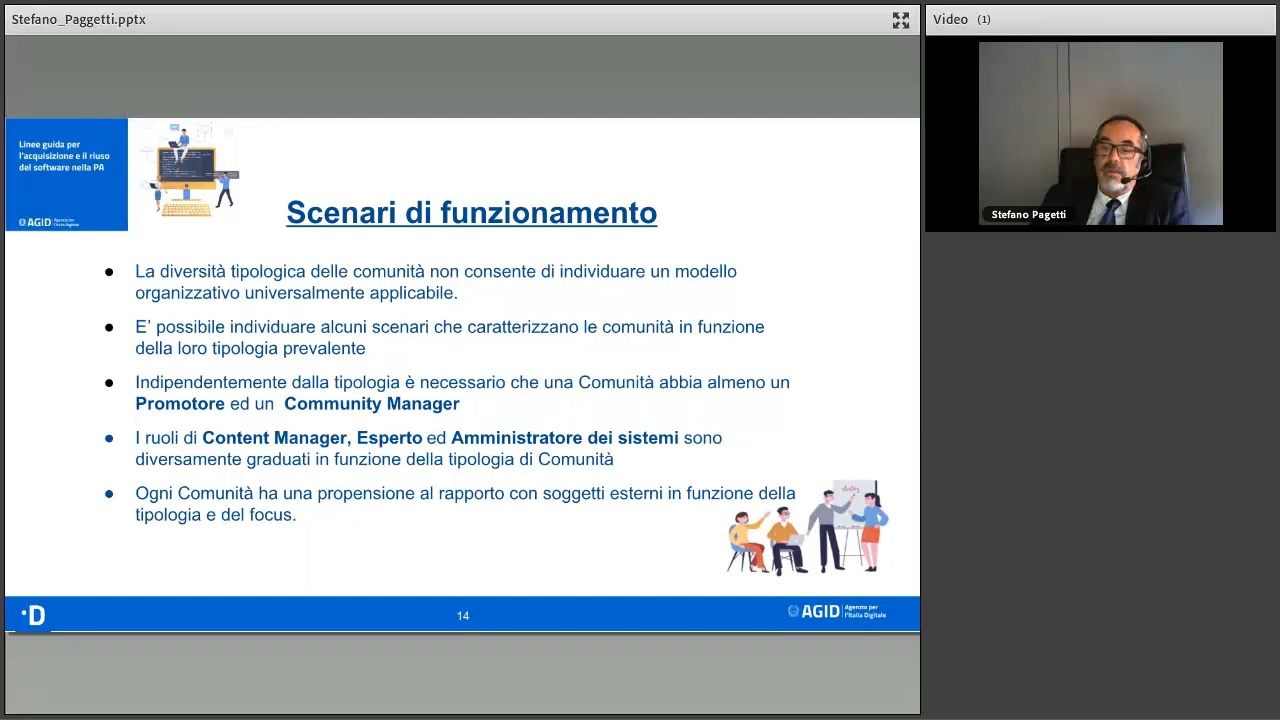 Stefano_Paggetti.pptx
Video (1)
Linee guida per
l'acquisizione e il riuso
del software nella PA
AGID Agenzia per
l'Italia Digitale
Scenari di funzionamento
Stefano Pagetti
● La diversità tipologica delle comunità non consente di individuare un modello
organizzativo universalmente applicabile.
● E' possibile individuare alcuni scenari che caratterizzano le comunità in funzione
della loro tipologia prevalente
● Indipendentemente dalla tipologia è necessario che una Comunità abbia almeno un
Promotore ed un Community Manager
● I ruoli di Content Manager, Esperto ed Amministratore dei sistemi sono
diversamente graduati in funzione della tipologia di Comunità
● Ogni Comunità ha una propensione al rapporto con soggetti esterni in funzione della
tipologia e del focus.
strategy
D
14
AGID Agenzia per
l'Italia Digitale